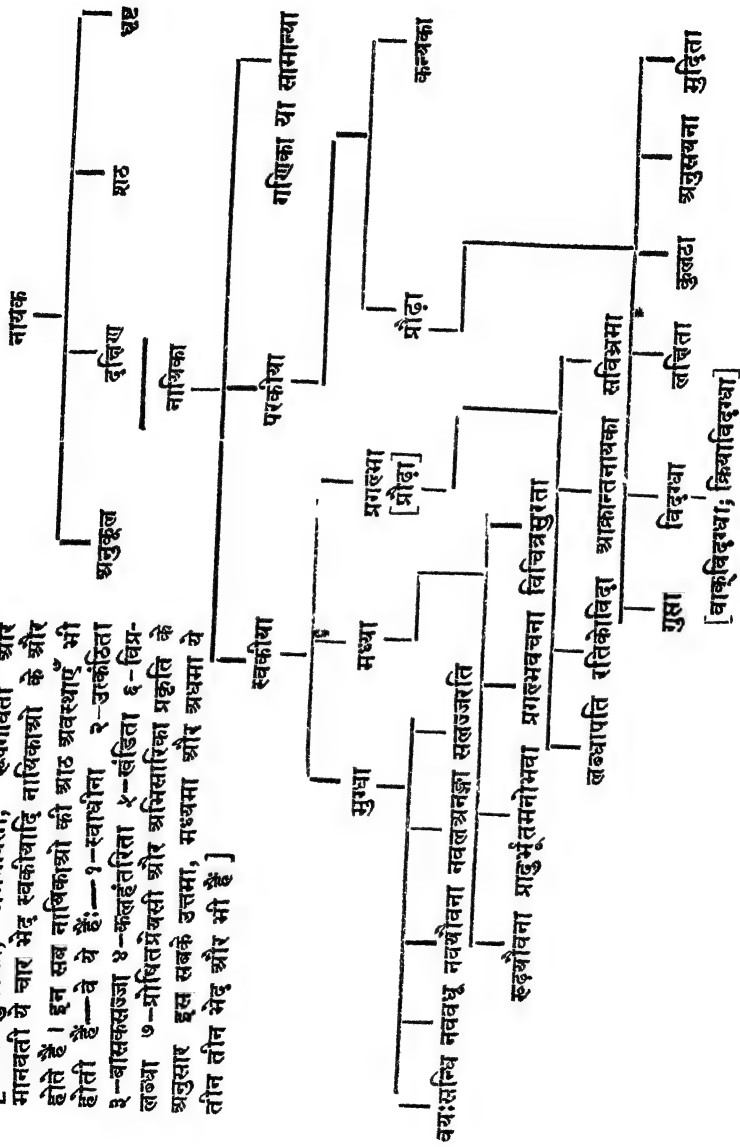 मानवती ये चार भेद स्वकीयादि नायिकाओं के और
होते हैं। इन सब नायिकाओं की आठ अवस्थाएँ भी
होती हैं—वे ये हैं:—१-स्वाधीना २-उत्कंठिता
३-बासकसज्जा ४-कलहंतरिता ५-खंडिता ६-विप्र-
लब्धा ७-प्रोषितप्रेयसी और अभिसारिका प्रकृति के
अनुसार इस सबके उत्तमा, मध्यमा और अधमा ये
तीन तीन भेद और भी हैं ]
नायक
अनुकूल दक्षिण शठ धृष्ट
नायिका
स्वकीया परकीया गणिका या सामान्या
मुग्धा मध्या प्रगल्भा प्रौढ़ा कन्यका
[प्रौढ़ा]
वय:सन्धि नववधू नवयौवना नवलअनङ्गा सलज्जरति
रूढ़यौवना प्रादुर्भूतमनोभवा प्रगल्भवचना विचित्रसुरता
लब्धापति रतिकोविदा आक्रान्तनायका सविभ्रमा
गुप्ता विदग्धा लक्षिता कुलटा अनुसयना मुदिता
[वाक्‌विदग्धा; क्रियाविदग्धा]